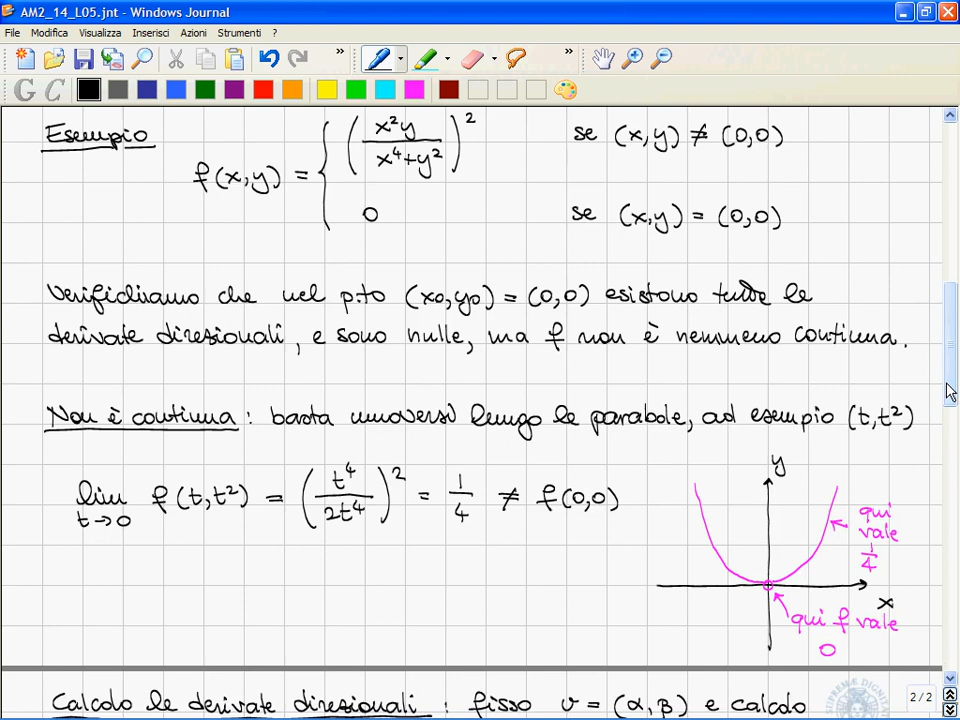 AM2_14_L05.jnt - Windows Journal
File Modifica Visualizza Inserisci Azioni Strumenti ?
Esempio
f(x,y) = { (x²y / (x⁴+y²))² se (x,y) ≠ (0,0)
0 se (x,y) = (0,0)
Verifichiamo che nel p.to (x0,y0) = (0,0) esistono tutte le
derivate direzionali, e sono nulle, ma f non è nemmeno continua.
Non è continua : basta muoversi lungo le parabole, ad esempio (t,t²)
lim t→0 f(t,t²) = (t⁴ / 2t⁴)² = 1/4 ≠ f(0,0)
y
qui
vale
1/4
x
qui f vale
0
Calcolo le derivate direzionali : fisso v = (α,β) e calcolo
2 / 2